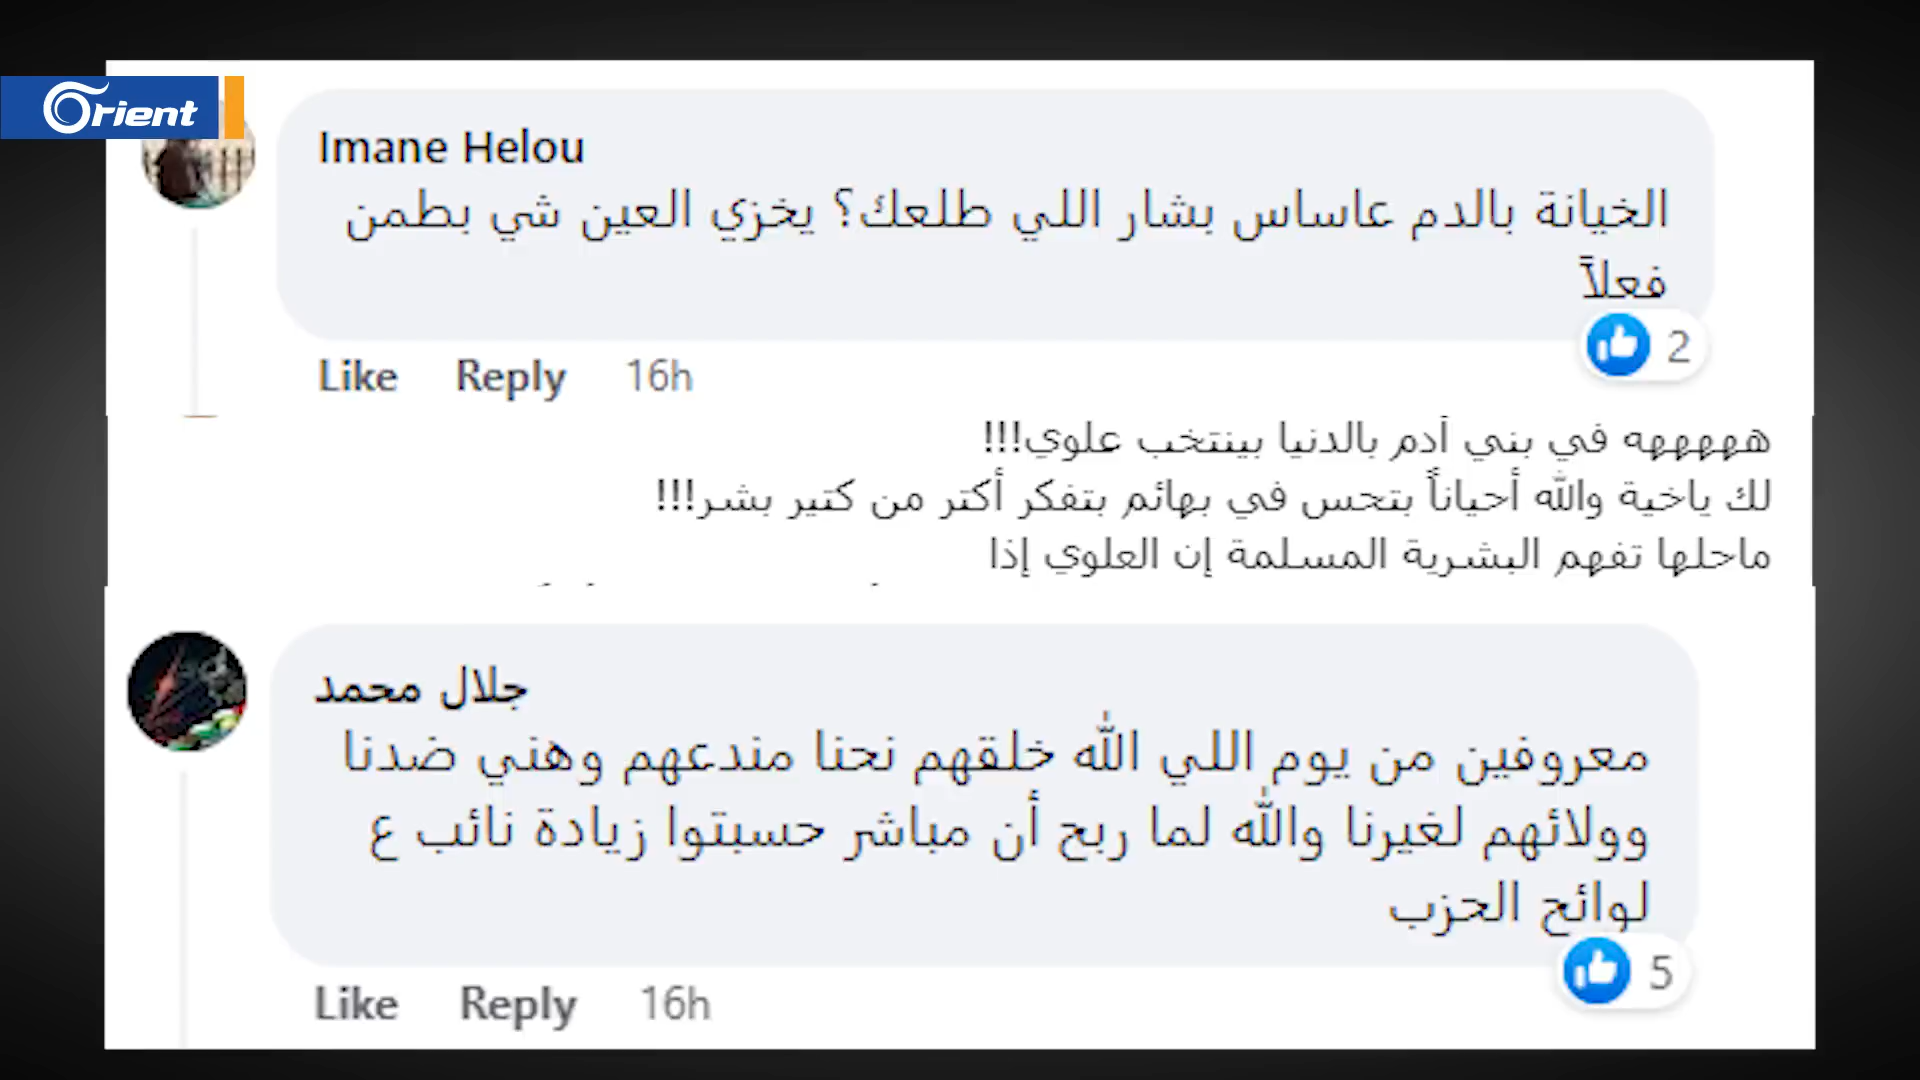 Orient
Imane Helou
الخيانة بالدم عاساس بشار اللي طلعك؟ يخزي العين شي بطمن
فعلاً
2
Like Reply 16h
هههههه في بني آدم بالدنيا بينتخب علوي!!!
لك ياخية والله أحياناً بتحس في بهائم بتفكر أكتر من كتير بشر!!!
ماحلها تفهم البشرية المسلمة إن العلوي إذا
جلال محمد
معروفين من يوم اللي الله خلقهم نحنا مندعهم وهني ضدنا
وولائهم لغيرنا والله لما ربح أن مباشر حسبتوا زيادة نائب ع
لوائح الحزب
5
Like Reply 16h